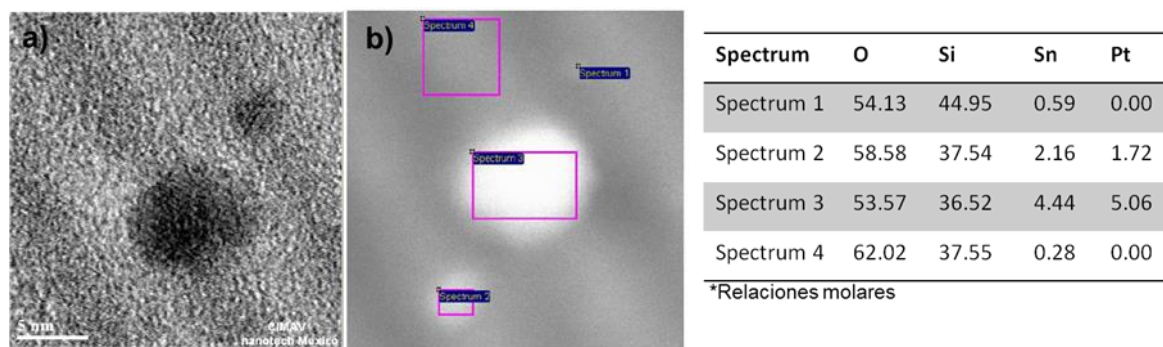 a)
5 nm
CIMAV
nanotech Mexico
b)
Spectrum 4
Spectrum 1
Spectrum 3
Spectrum 2
Spectrum O Si Sn Pt
Spectrum 1 54.13 44.95 0.59 0.00
Spectrum 2 58.58 37.54 2.16 1.72
Spectrum 3 53.57 36.52 4.44 5.06
Spectrum 4 62.02 37.55 0.28 0.00
*Relaciones molares